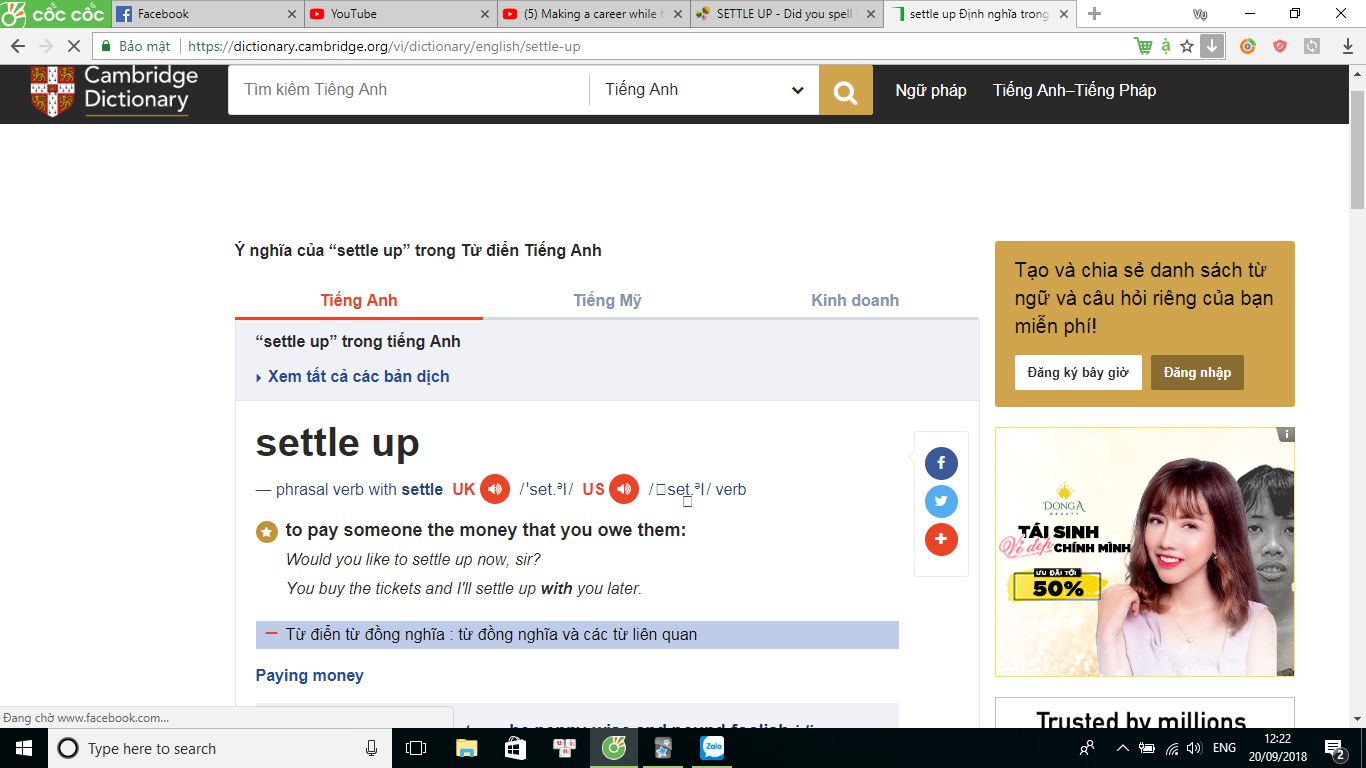 cốc cốc
Facebook
YouTube
(5) Making a career while t
SETTLE UP - Did you spell
settle up Định nghĩa trong
Vụ
Bảo mật
https://dictionary.cambridge.org/vi/dictionary/english/settle-up
Cambridge
Dictionary
Tìm kiếm Tiếng Anh
Tiếng Anh
Ngữ pháp
Tiếng Anh–Tiếng Pháp
Ý nghĩa của “settle up” trong Từ điển Tiếng Anh
Tiếng Anh
Tiếng Mỹ
Kinh doanh
“settle up” trong tiếng Anh
Xem tất cả các bản dịch
settle up
— phrasal verb with settle UK /ˈset.ᵊl/ US /set.ᵊl/ verb
to pay someone the money that you owe them:
Would you like to settle up now, sir?
You buy the tickets and I'll settle up with you later.
Từ điển từ đồng nghĩa : từ đồng nghĩa và các từ liên quan
Paying money
Tạo và chia sẻ danh sách từ
ngữ và câu hỏi riêng của bạn
miễn phí!
Đăng ký bây giờ
Đăng nhập
DONGA
BEAUTY
TÁI SINH
Vẻ đẹp CHÍNH MÌNH
ƯU ĐÃI TỚI
50%
Trusted by millions
Đang chờ www.facebook.com...
Type here to search
Zalo
ENG
12:22
20/09/2018
2